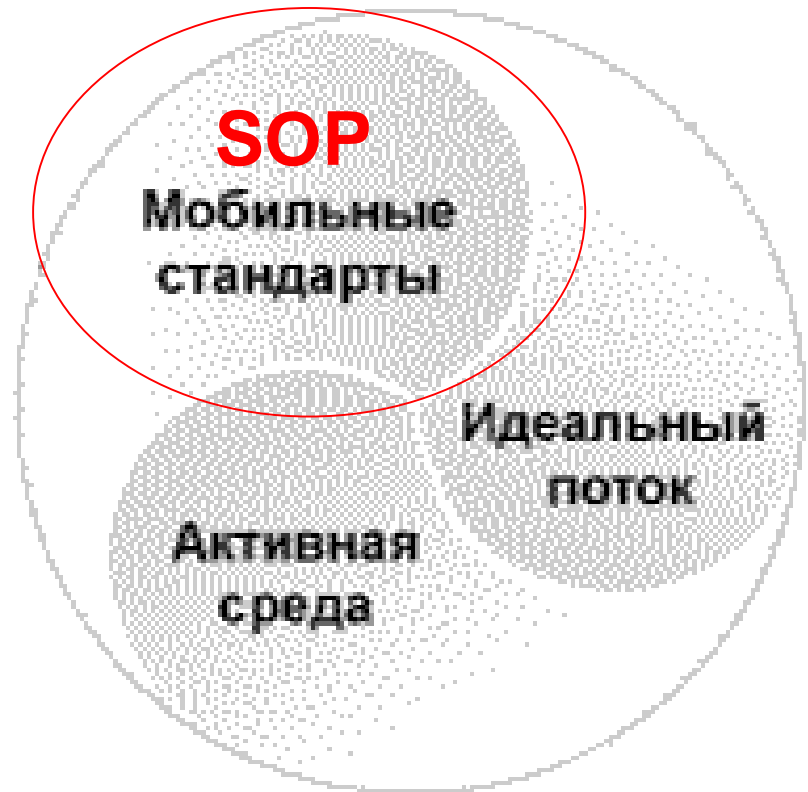 SOP
Мобильные
стандарты
Идеальный
поток
Активная
среда